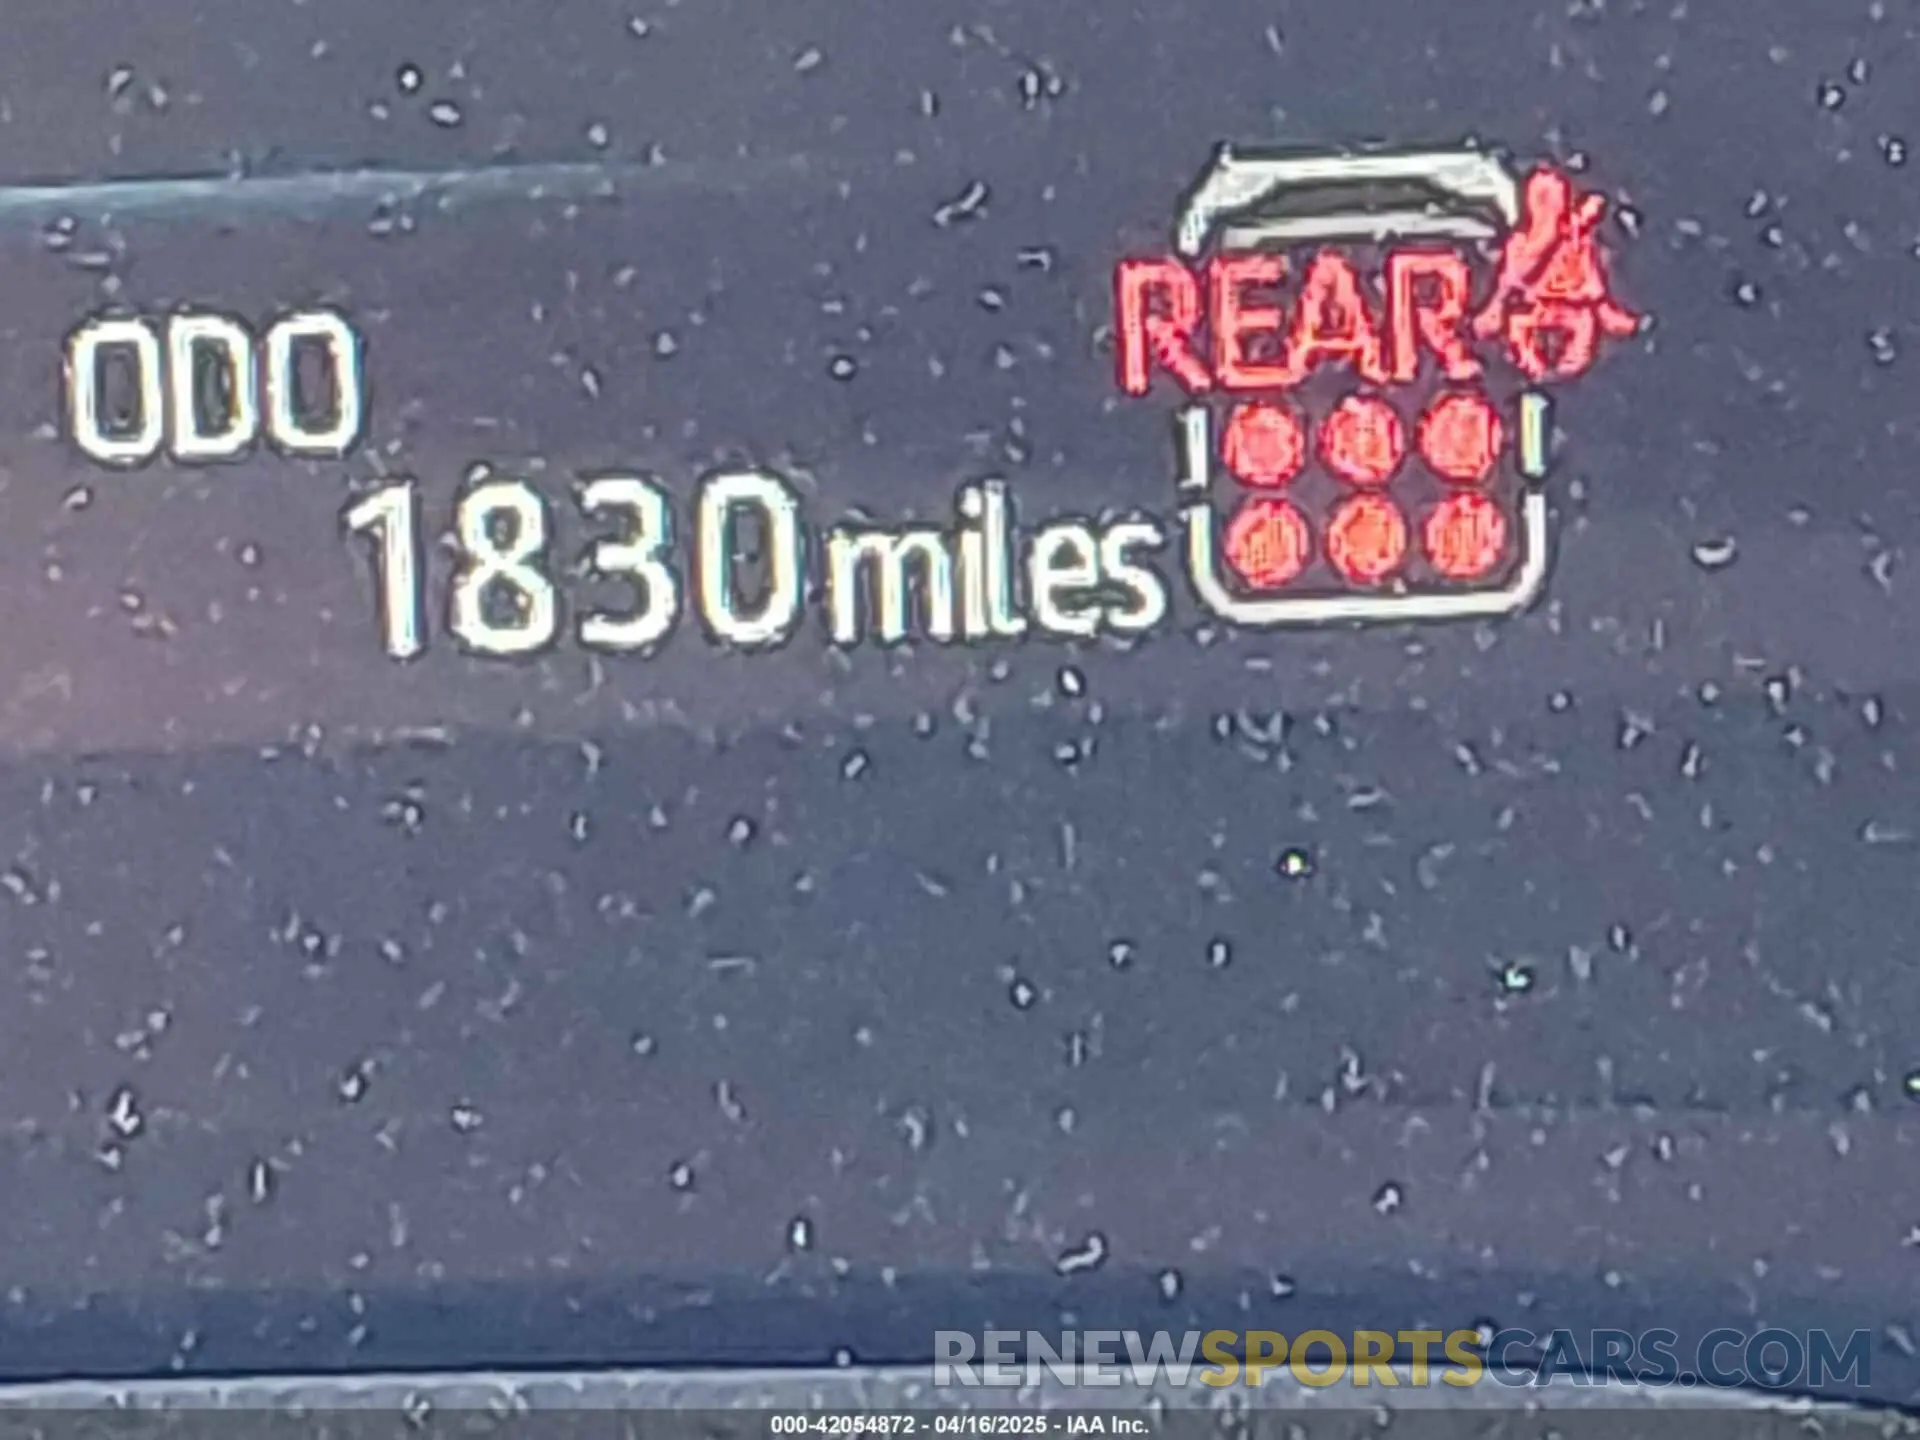 REAR
ODO
1830 miles
RENEWSPORTSCARS.COM
000-42054872 - 04/16/2025 - IAA Inc.